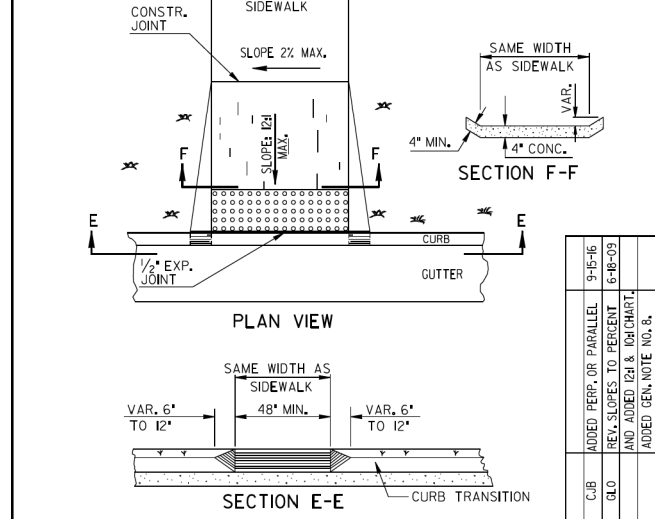 SIDEWALK
CONSTR.
JOINT
SLOPE 2% MAX.
SLOPE: 12:1
MAX.
F
F
E
E
CURB
1/2" EXP.
JOINT
GUTTER
PLAN VIEW
SAME WIDTH
AS SIDEWALK
VAR.
4" MIN.
4" CONC.
SECTION F-F
SAME WIDTH AS
SIDEWALK
VAR. 6"
TO 12"
48" MIN.
VAR. 6"
TO 12"
SECTION E-E
CURB TRANSITION
CJB ADDED PERP. OR PARALLEL 9-15-16
GLO REV. SLOPES TO PERCENT 6-18-09
AND ADDED 12:1 & 10:1 CHART.
ADDED GEN. NOTE NO. 8.